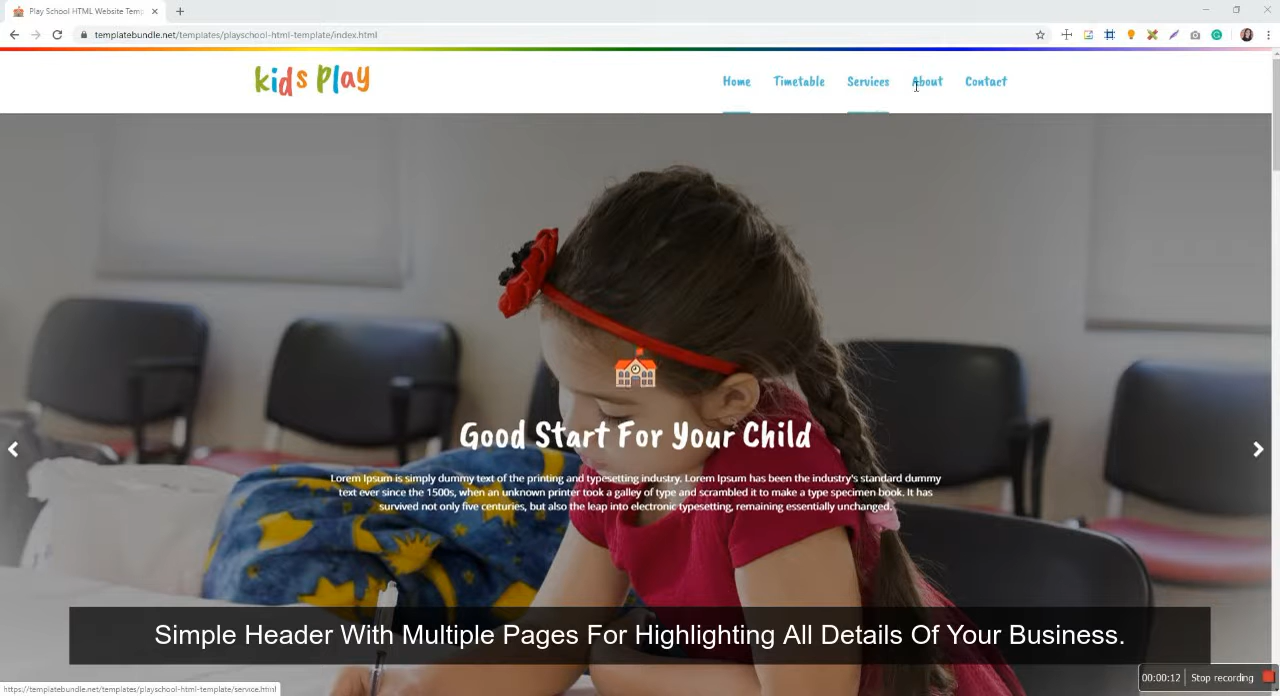 Play School HTML Website Tem
templatebundle.net/templates/playschool-html-template/index.html
kids Play
Home Timetable Services About Contact
Good Start For Your Child
Lorem Ipsum is simply dummy text of the printing and typesetting industry. Lorem Ipsum has been the industry's standard dummy
text ever since the 1500s, when an unknown printer took a galley of type and scrambled it to make a type specimen book. It has
survived not only five centuries, but also the leap into electronic typesetting, remaining essentially unchanged.
Simple Header With Multiple Pages For Highlighting All Details Of Your Business.
https://templatebundle.net/templates/playschool-html-template/service.html
00:00:12 Stop recording